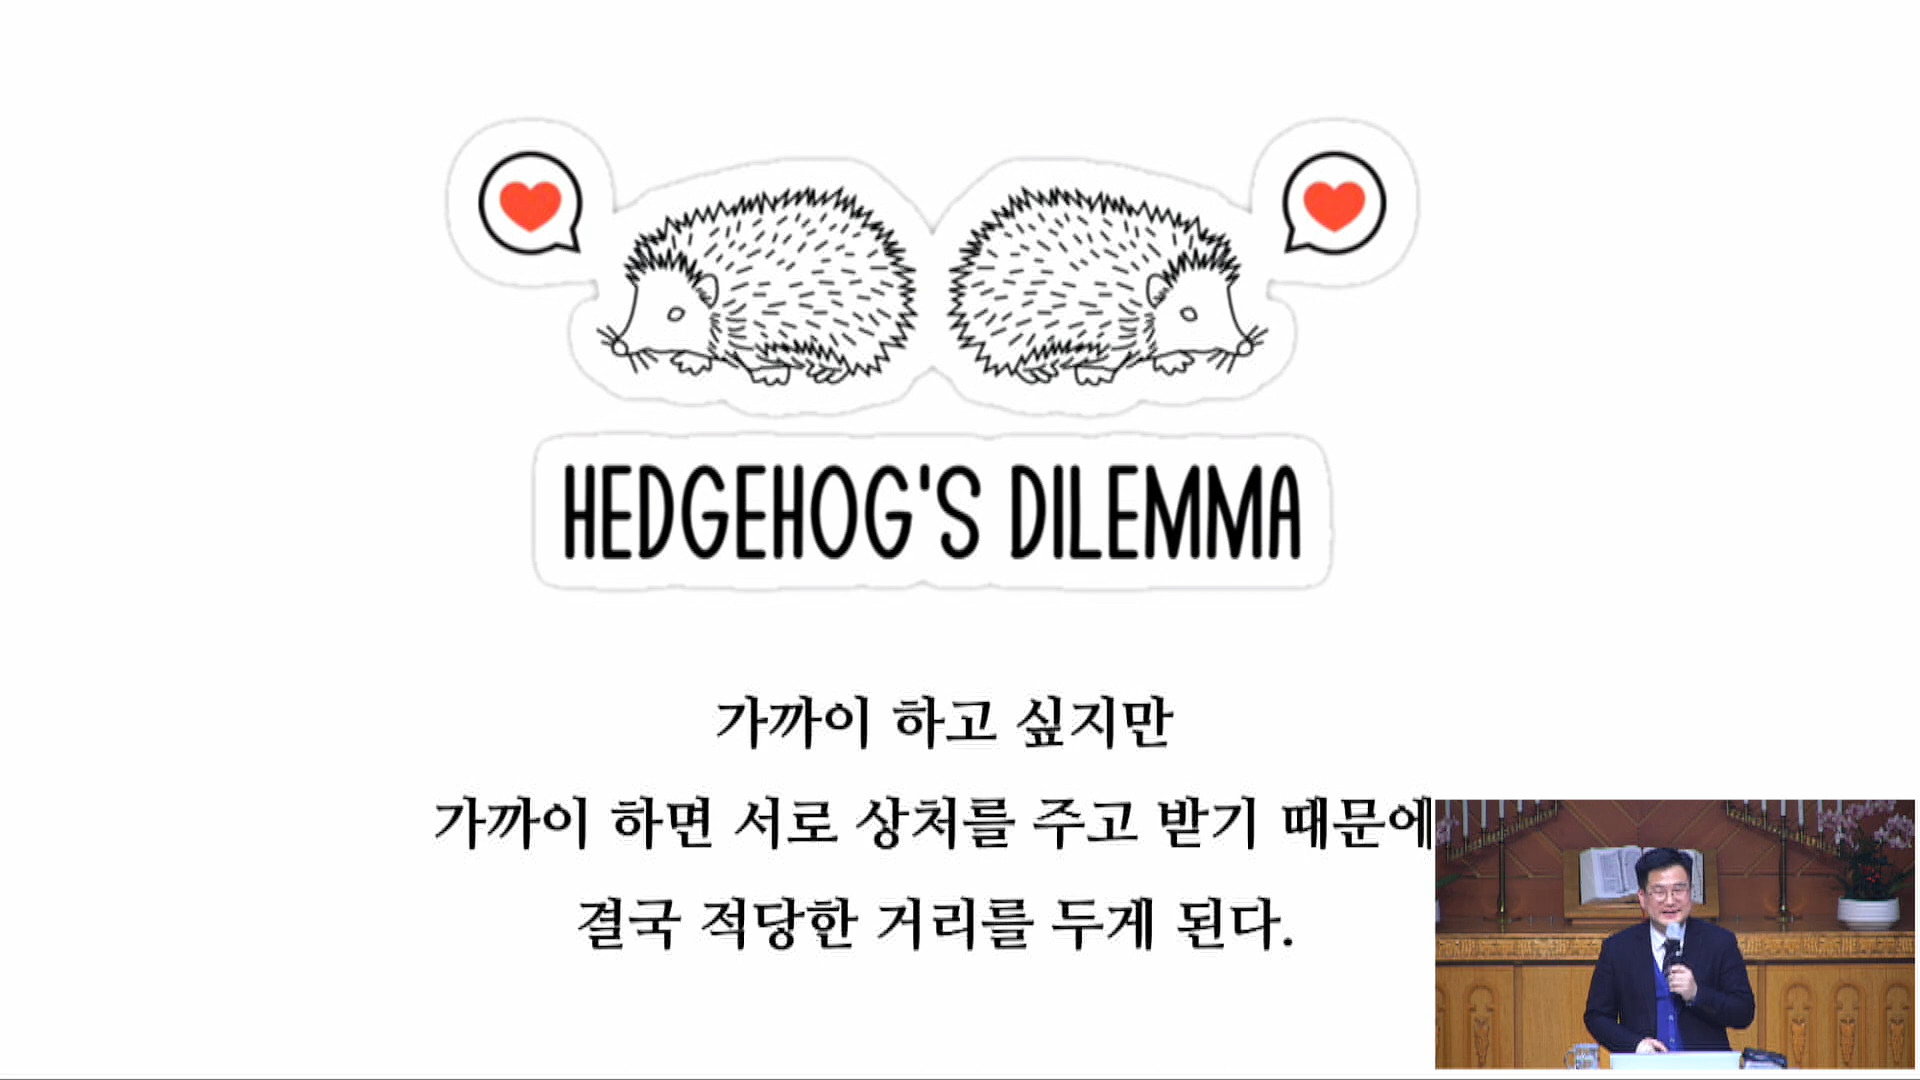 HEDGEHOG'S DILEMMA
가까이 하고 싶지만
가까이 하면 서로 상처를 주고 받기 때문에
결국 적당한 거리를 두게 된다.